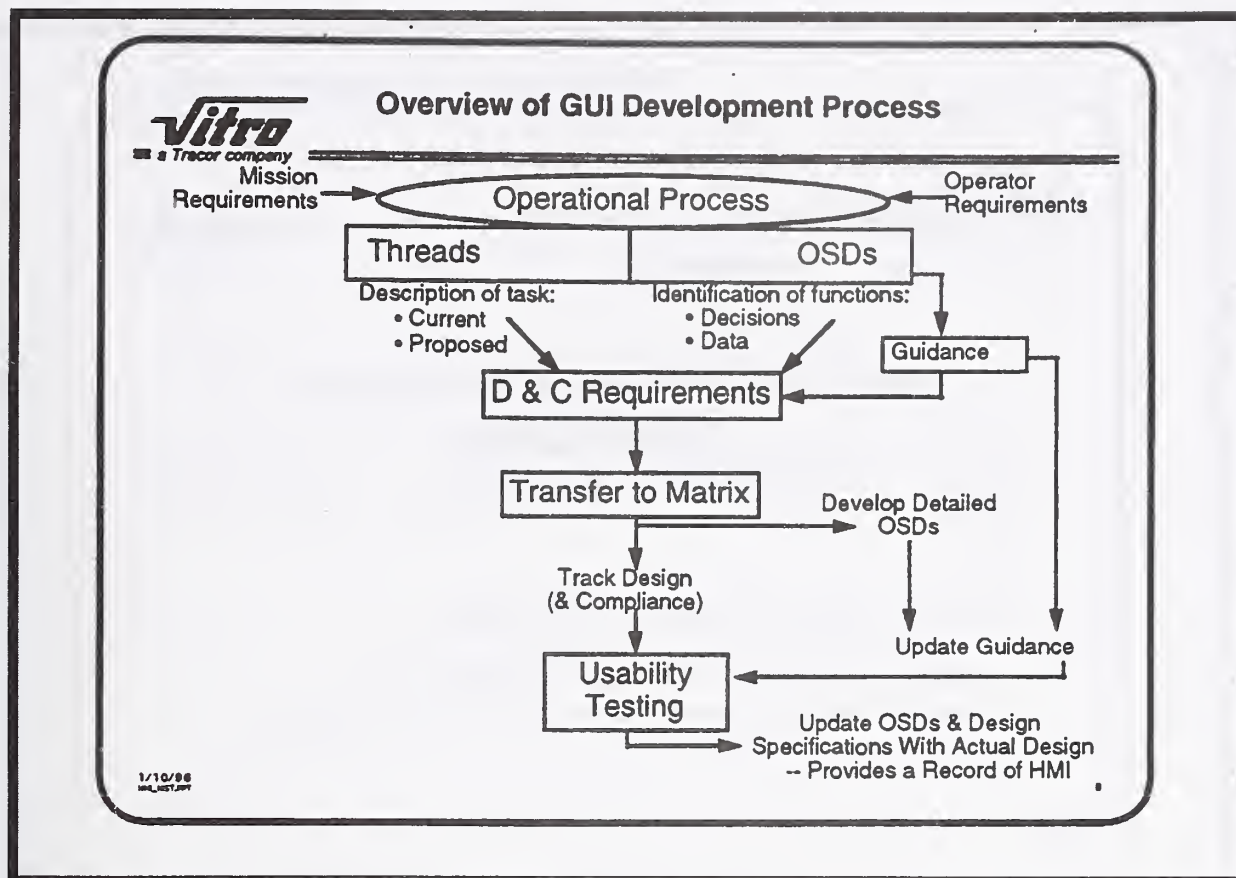 Overview of GUI Development Process
Vitro
a Tracor company
Mission
Requirements
Operational Process
Operator
Requirements
Threads
OSDs
Description of task:
• Current
• Proposed
Identification of functions:
• Decisions
• Data
Guidance
D & C Requirements
Transfer to Matrix
Develop Detailed
OSDs
Track Design
(& Compliance)
Update Guidance
Usability
Testing
Update OSDs & Design
Specifications With Actual Design
-- Provides a Record of HMI
1/10/96